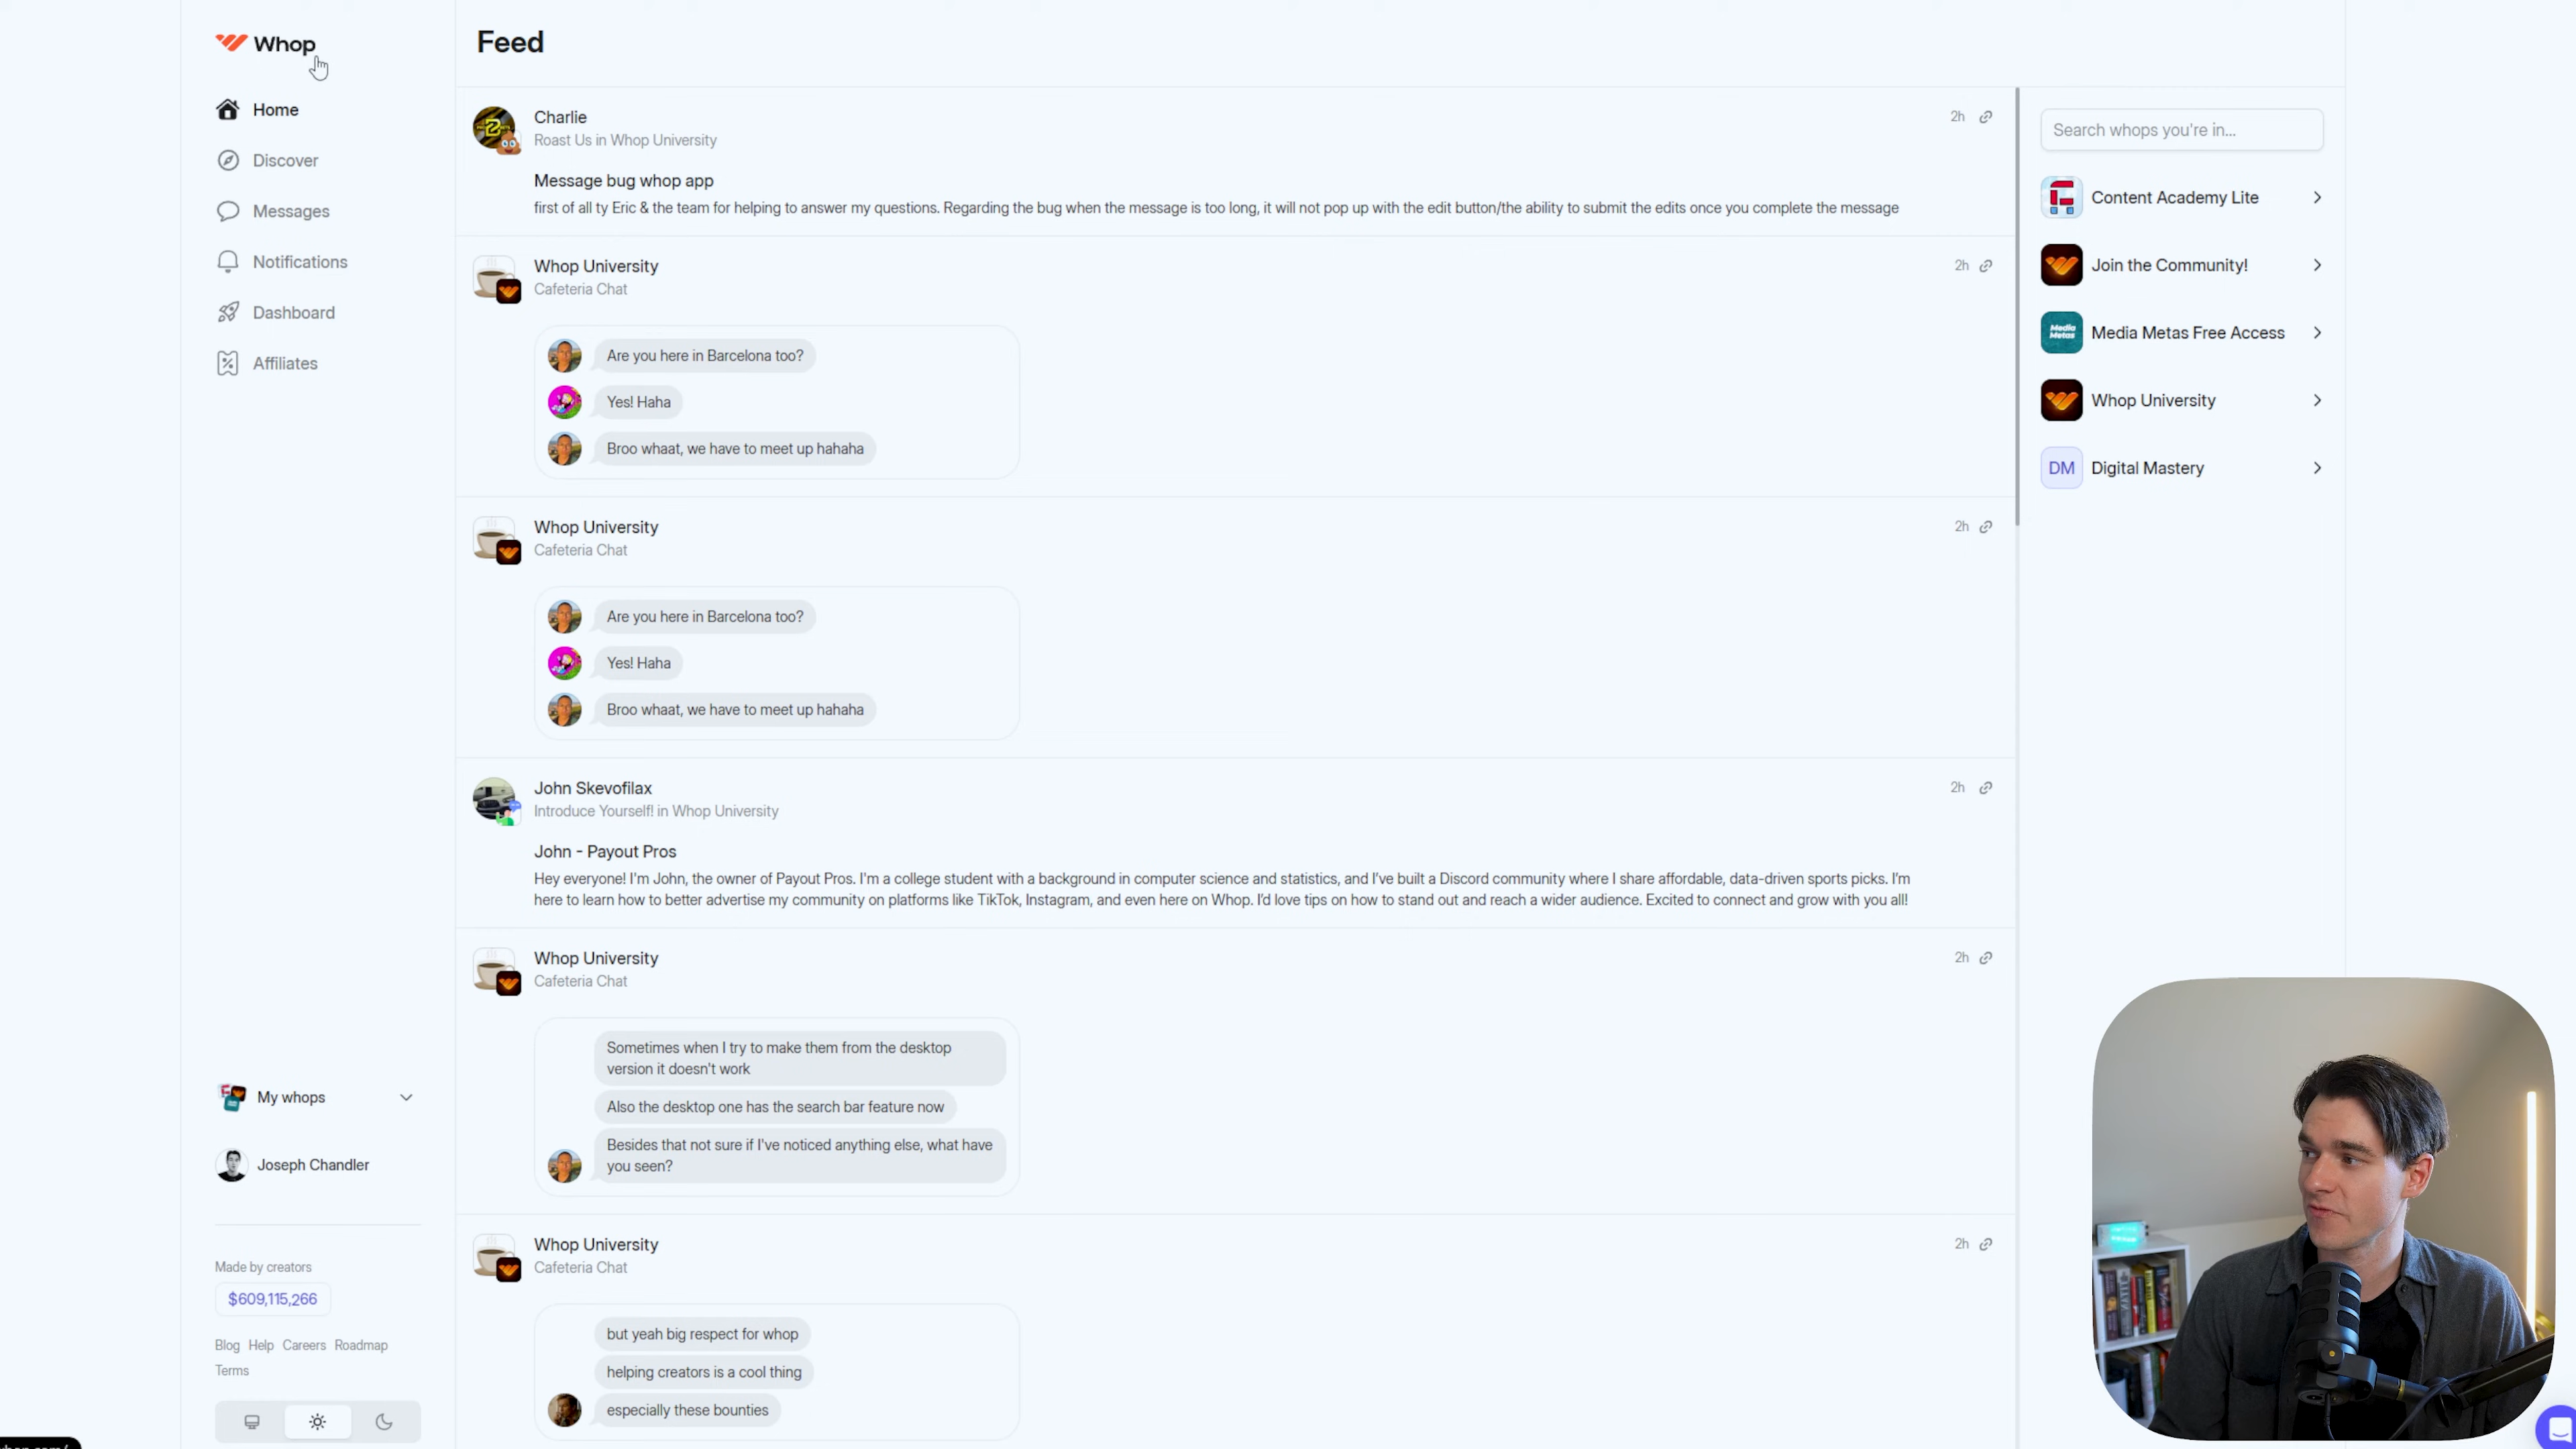 Whop
Home
Discover
Messages
Notifications
Dashboard
Affiliates
My whops
Joseph Chandler
Made by creators
$609,115,266
Blog Help Careers Roadmap
Terms
Feed
Charlie
Roast Us in Whop University
2h
Message bug whop app
first of all ty Eric & the team for helping to answer my questions. Regarding the bug when the message is too long, it will not pop up with the edit button/the ability to submit the edits once you complete the message
Whop University
Cafeteria Chat
2h
Are you here in Barcelona too?
Yes! Haha
Broo whaat, we have to meet up hahaha
Whop University
Cafeteria Chat
2h
Are you here in Barcelona too?
Yes! Haha
Broo whaat, we have to meet up hahaha
John Skevofilax
Introduce Yourself! in Whop University
2h
John - Payout Pros
Hey everyone! I'm John, the owner of Payout Pros. I'm a college student with a background in computer science and statistics, and I've built a Discord community where I share affordable, data-driven sports picks. I'm
here to learn how to better advertise my community on platforms like TikTok, Instagram, and even here on Whop. I'd love tips on how to stand out and reach a wider audience. Excited to connect and grow with you all!
Whop University
Cafeteria Chat
2h
Sometimes when I try to make them from the desktop
version it doesn't work
Also the desktop one has the search bar feature now
Besides that not sure if I've noticed anything else, what have
you seen?
Whop University
Cafeteria Chat
2h
but yeah big respect for whop
helping creators is a cool thing
especially these bounties
Search whops you're in...
Content Academy Lite
Join the Community!
Media Metas
Media Metas Free Access
Whop University
DM
Digital Mastery